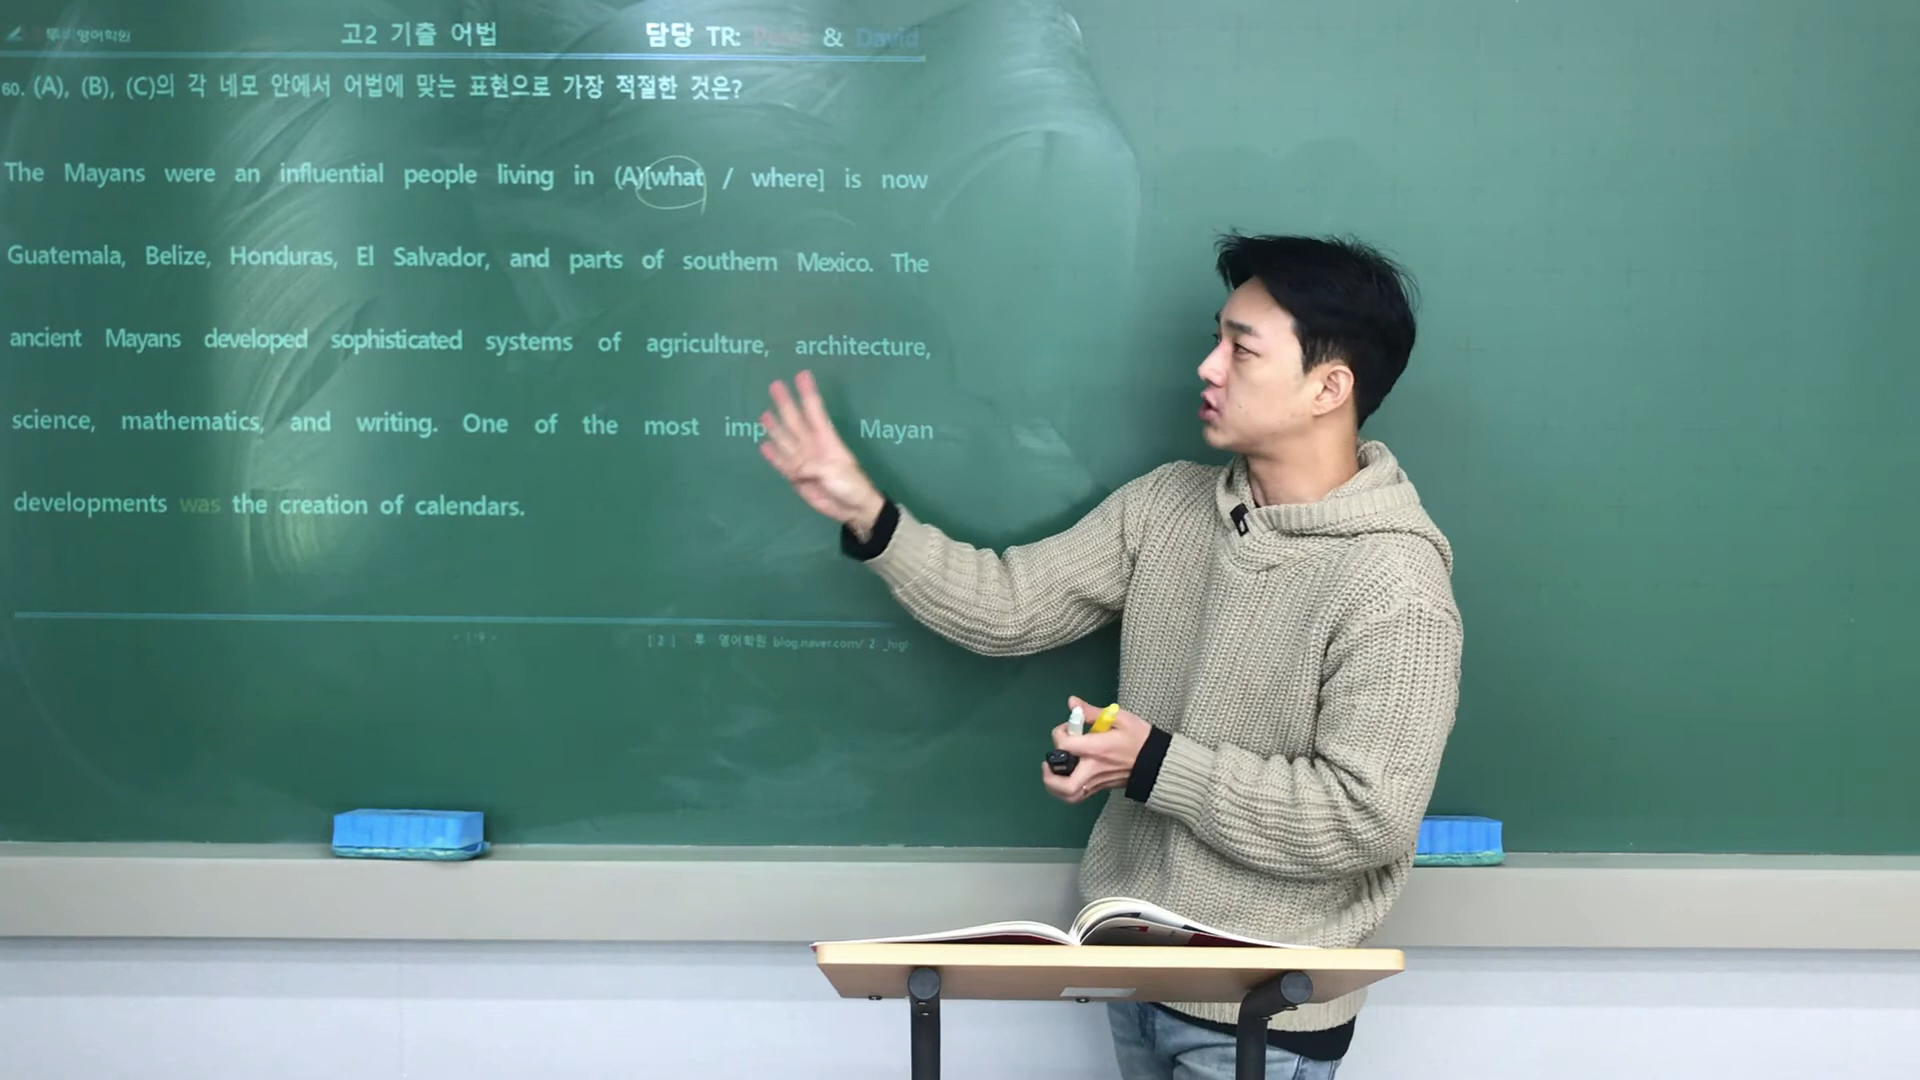 영어학원 고2 기출 어법 담당 TR: & David
60. (A), (B), (C)의 각 네모 안에서 어법에 맞는 표현으로 가장 적절한 것은?
The Mayans were an influential people living in (A)[what / where] is now
Guatemala, Belize, Honduras, El Salvador, and parts of southern Mexico. The
ancient Mayans developed sophisticated systems of agriculture, architecture,
science, mathematics, and writing. One of the most Mayan
developments was the creation of calendars.
[ 2 ] 투 영어학원 blog.naver.com/